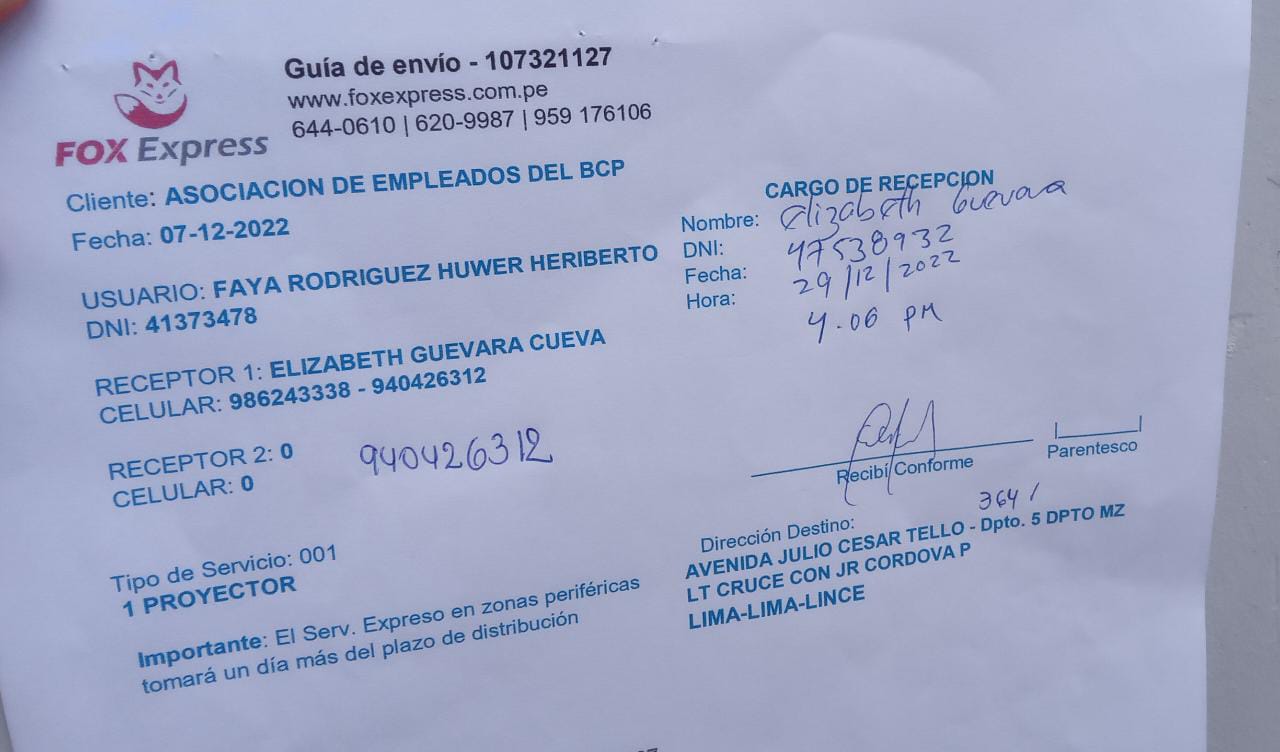 FOX Express
Guía de envío - 107321127
www.foxexpress.com.pe
644-0610 | 620-9987 | 959 176106
Cliente: ASOCIACION DE EMPLEADOS DEL BCP
Fecha: 07-12-2022
USUARIO: FAYA RODRIGUEZ HUWER HERIBERTO
DNI: 41373478
RECEPTOR 1: ELIZABETH GUEVARA CUEVA
CELULAR: 986243338 - 940426312
RECEPTOR 2: 0
CELULAR: 0
940426312
Tipo de Servicio: 001
1 PROYECTOR
Importante: El Serv. Expreso en zonas periféricas
tomará un día más del plazo de distribución
CARGO DE RECEPCION
Nombre: Elizabeth Guevara
DNI: 47538932
Fecha: 29/12/2022
Hora: 4.06 PM
Recibí Conforme
Parentesco
Dirección Destino:
364
AVENIDA JULIO CESAR TELLO - Dpto. 5 DPTO MZ
LT CRUCE CON JR CORDOVA P
LIMA-LIMA-LINCE